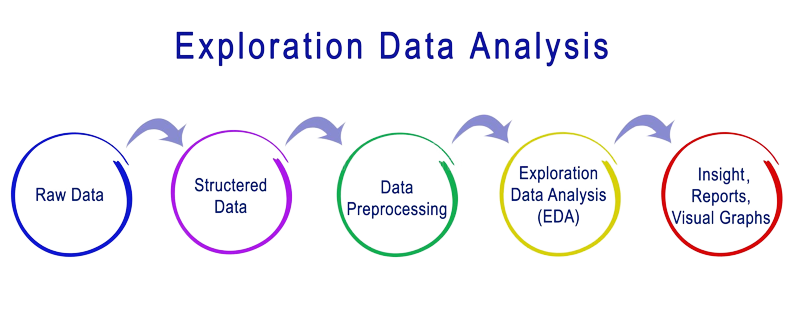 Exploration Data Analysis
Raw Data
Structered
Data
Data
Preprocessing
Exploration
Data Analysis
(EDA)
Insight,
Reports,
Visual Graphs